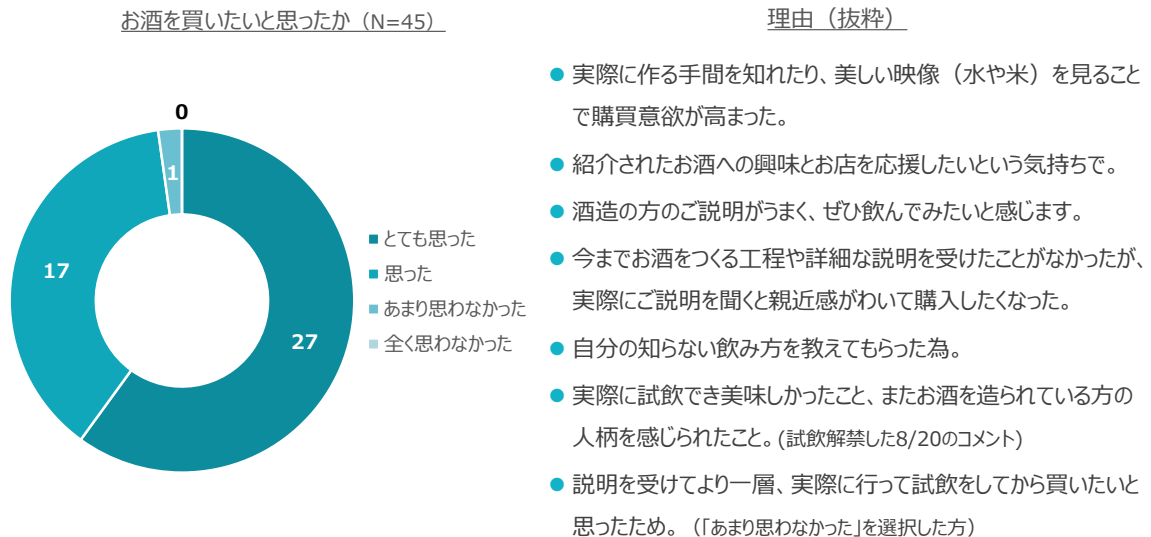 お酒を買いたいと思ったか（N=45）
0
1
17
27
とても思った
思った
あまり思わなかった
全く思わなかった
理由（抜粋）
実際に作る手間を知れたり、美しい映像（水や米）を見ること
で購買意欲が高まった。
紹介されたお酒への興味とお店を応援したいという気持ちで。
酒造の方のご説明がうまく、ぜひ飲んでみたいと感じます。
今までお酒をつくる工程や詳細な説明を受けたことがなかったが、
実際にご説明を聞くと親近感がわいて購入したくなった。
自分の知らない飲み方を教えてもらった為。
実際に試飲でき美味しかったこと、またお酒を造られている方の
人柄を感じられたこと。(試飲解禁した8/20のコメント)
説明を受けてより一層、実際に行って試飲をしてから買いたいと
思ったため。（「あまり思わなかった」を選択した方）